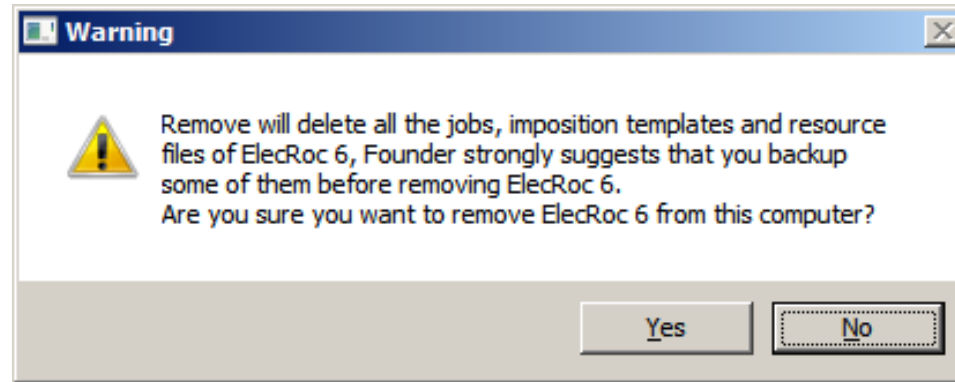 Warning
Remove will delete all the jobs, imposition templates and resource
files of ElecRoc 6, Founder strongly suggests that you backup
some of them before removing ElecRoc 6.
Are you sure you want to remove ElecRoc 6 from this computer?
Yes No